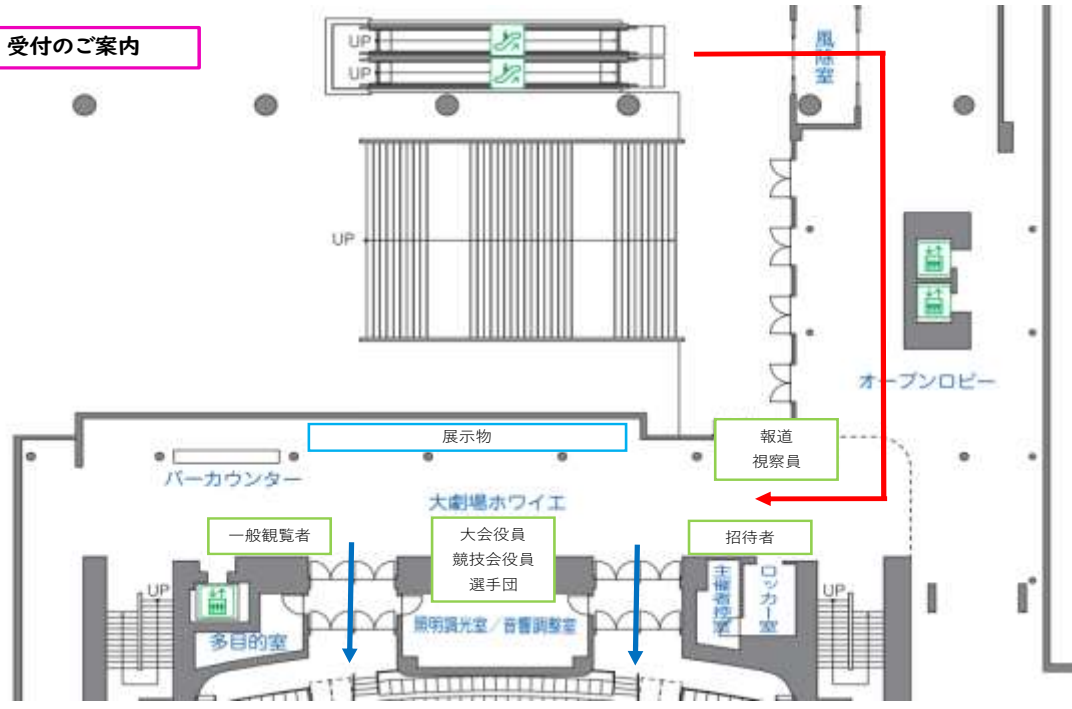 受付のご案内
UP
UP
風除室
UP
オープンロビー
展示物
報道
視察員
バーカウンター
大劇場ホワイエ
一般観覧者
大会役員
競技会役員
選手団
招待者
UP
主催者控室
ロッカー室
UP
多目的室
照明調光室/音響調整室